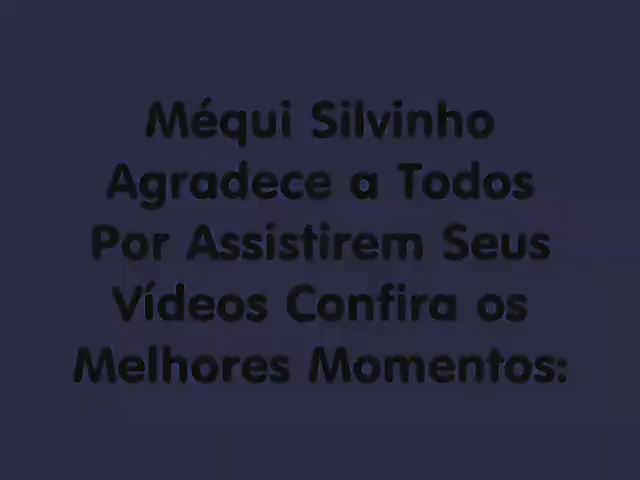 Méqui Silvinho
Agradece a Todos
Por Assistirem Seus
Vídeos Confira os
Melhores Momentos: